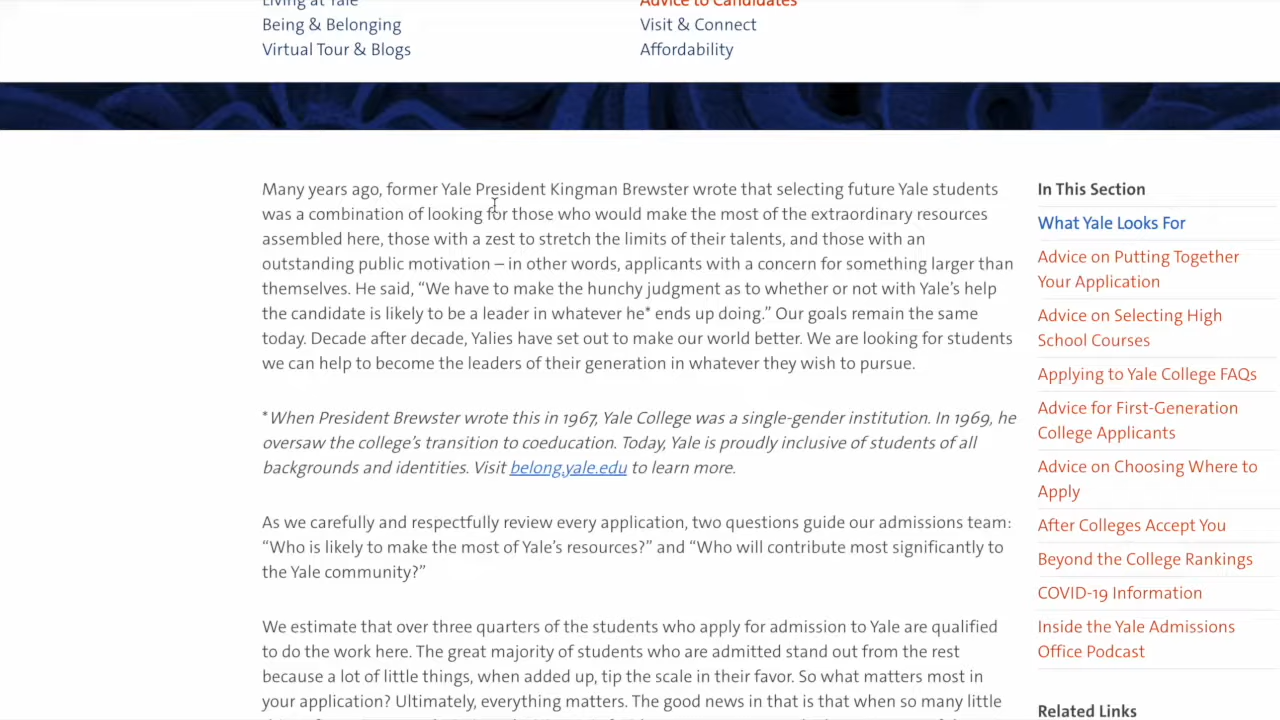 Living at Yale
Advice to Candidates
Being & Belonging
Visit & Connect
Virtual Tour & Blogs
Affordability
Many years ago, former Yale President Kingman Brewster wrote that selecting future Yale students
was a combination of looking for those who would make the most of the extraordinary resources
assembled here, those with a zest to stretch the limits of their talents, and those with an
outstanding public motivation – in other words, applicants with a concern for something larger than
themselves. He said, “We have to make the hunchy judgment as to whether or not with Yale’s help
the candidate is likely to be a leader in whatever he* ends up doing.” Our goals remain the same
today. Decade after decade, Yalies have set out to make our world better. We are looking for students
we can help to become the leaders of their generation in whatever they wish to pursue.
*When President Brewster wrote this in 1967, Yale College was a single-gender institution. In 1969, he
oversaw the college’s transition to coeducation. Today, Yale is proudly inclusive of students of all
backgrounds and identities. Visit belong.yale.edu to learn more.
As we carefully and respectfully review every application, two questions guide our admissions team:
“Who is likely to make the most of Yale’s resources?” and “Who will contribute most significantly to
the Yale community?”
We estimate that over three quarters of the students who apply for admission to Yale are qualified
to do the work here. The great majority of students who are admitted stand out from the rest
because a lot of little things, when added up, tip the scale in their favor. So what matters most in
your application? Ultimately, everything matters. The good news in that is that when so many little
In This Section
What Yale Looks For
Advice on Putting Together
Your Application
Advice on Selecting High
School Courses
Applying to Yale College FAQs
Advice for First-Generation
College Applicants
Advice on Choosing Where to
Apply
After Colleges Accept You
Beyond the College Rankings
COVID-19 Information
Inside the Yale Admissions
Office Podcast
Related Links